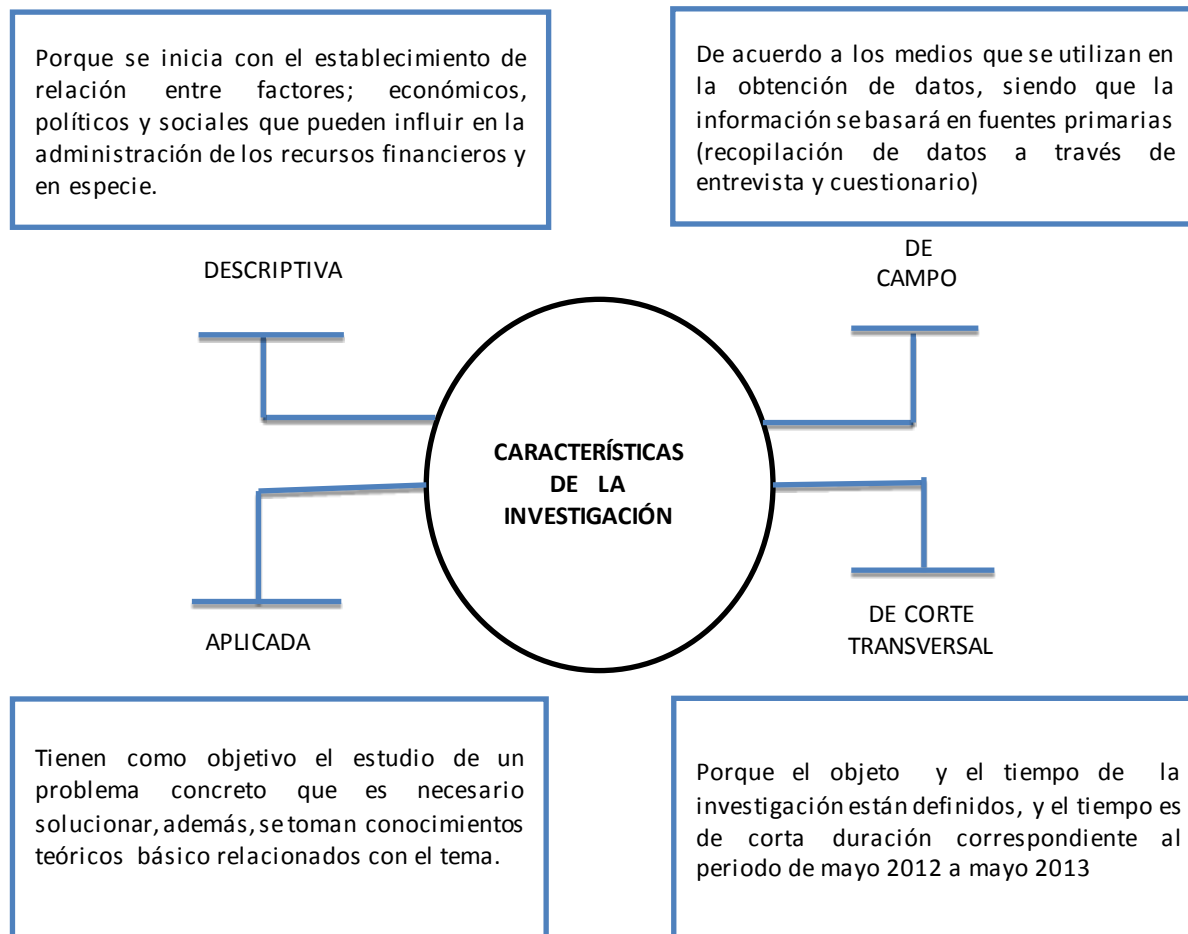 Porque se inicia con el establecimiento de
relación entre factores; económicos,
políticos y sociales que pueden influir en la
administración de los recursos financieros y
en especie.
De acuerdo a los medios que se utilizan en
la obtención de datos, siendo que la
información se basará en fuentes primarias
(recopilación de datos a través de
entrevista y cuestionario)
DESCRIPTIVA
DE
CAMPO
CARACTERÍSTICAS
DE LA
INVESTIGACIÓN
APLICADA
DE CORTE
TRANSVERSAL
Tienen como objetivo el estudio de un
problema concreto que es necesario
solucionar, además, se toman conocimientos
teóricos básico relacionados con el tema.
Porque el objeto y el tiempo de la
investigación están definidos, y el tiempo es
de corta duración correspondiente al
periodo de mayo 2012 a mayo 2013